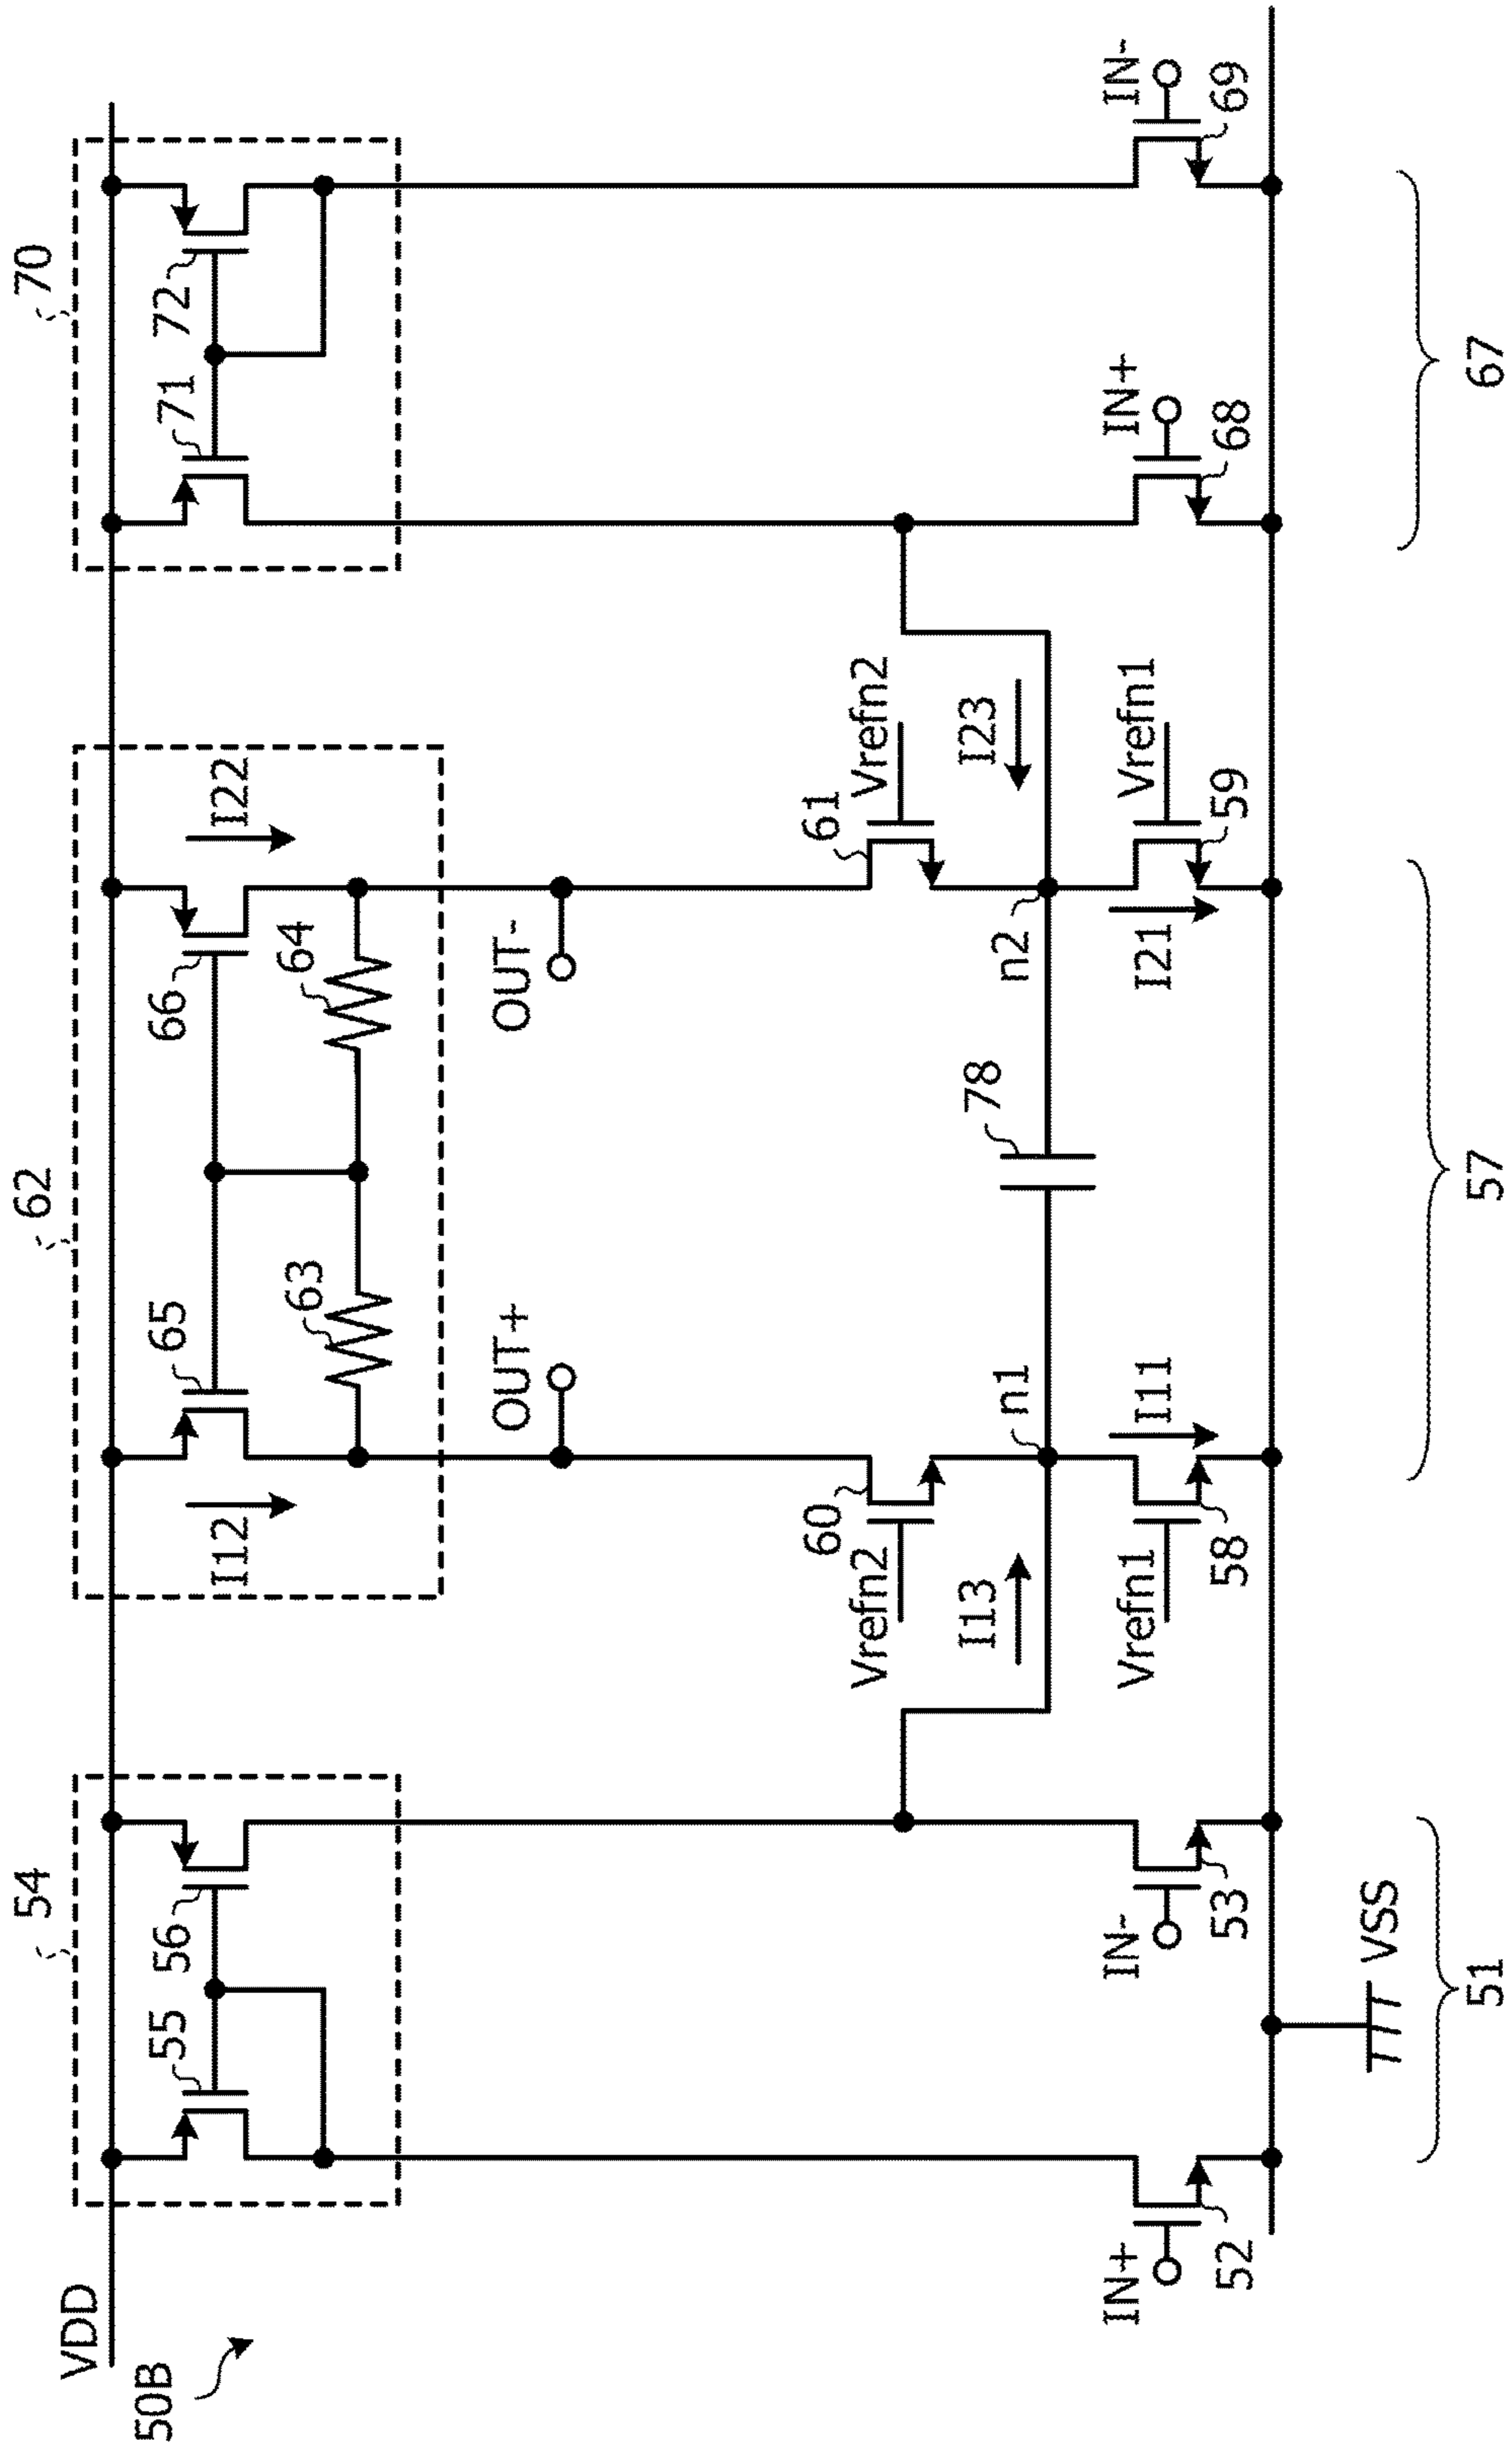 50B
VDD
54
62
70
55
56
65
66
71
72
I12
I22
63
64
OUT+
OUT-
60
61
Vrefn2
Vrefn2
I13
n1
78
n2
I23
IN+
52
IN-
53
Vrefn1
58
I11
I21
59
Vrefn1
IN+
68
IN-
69
VSS
51
57
67